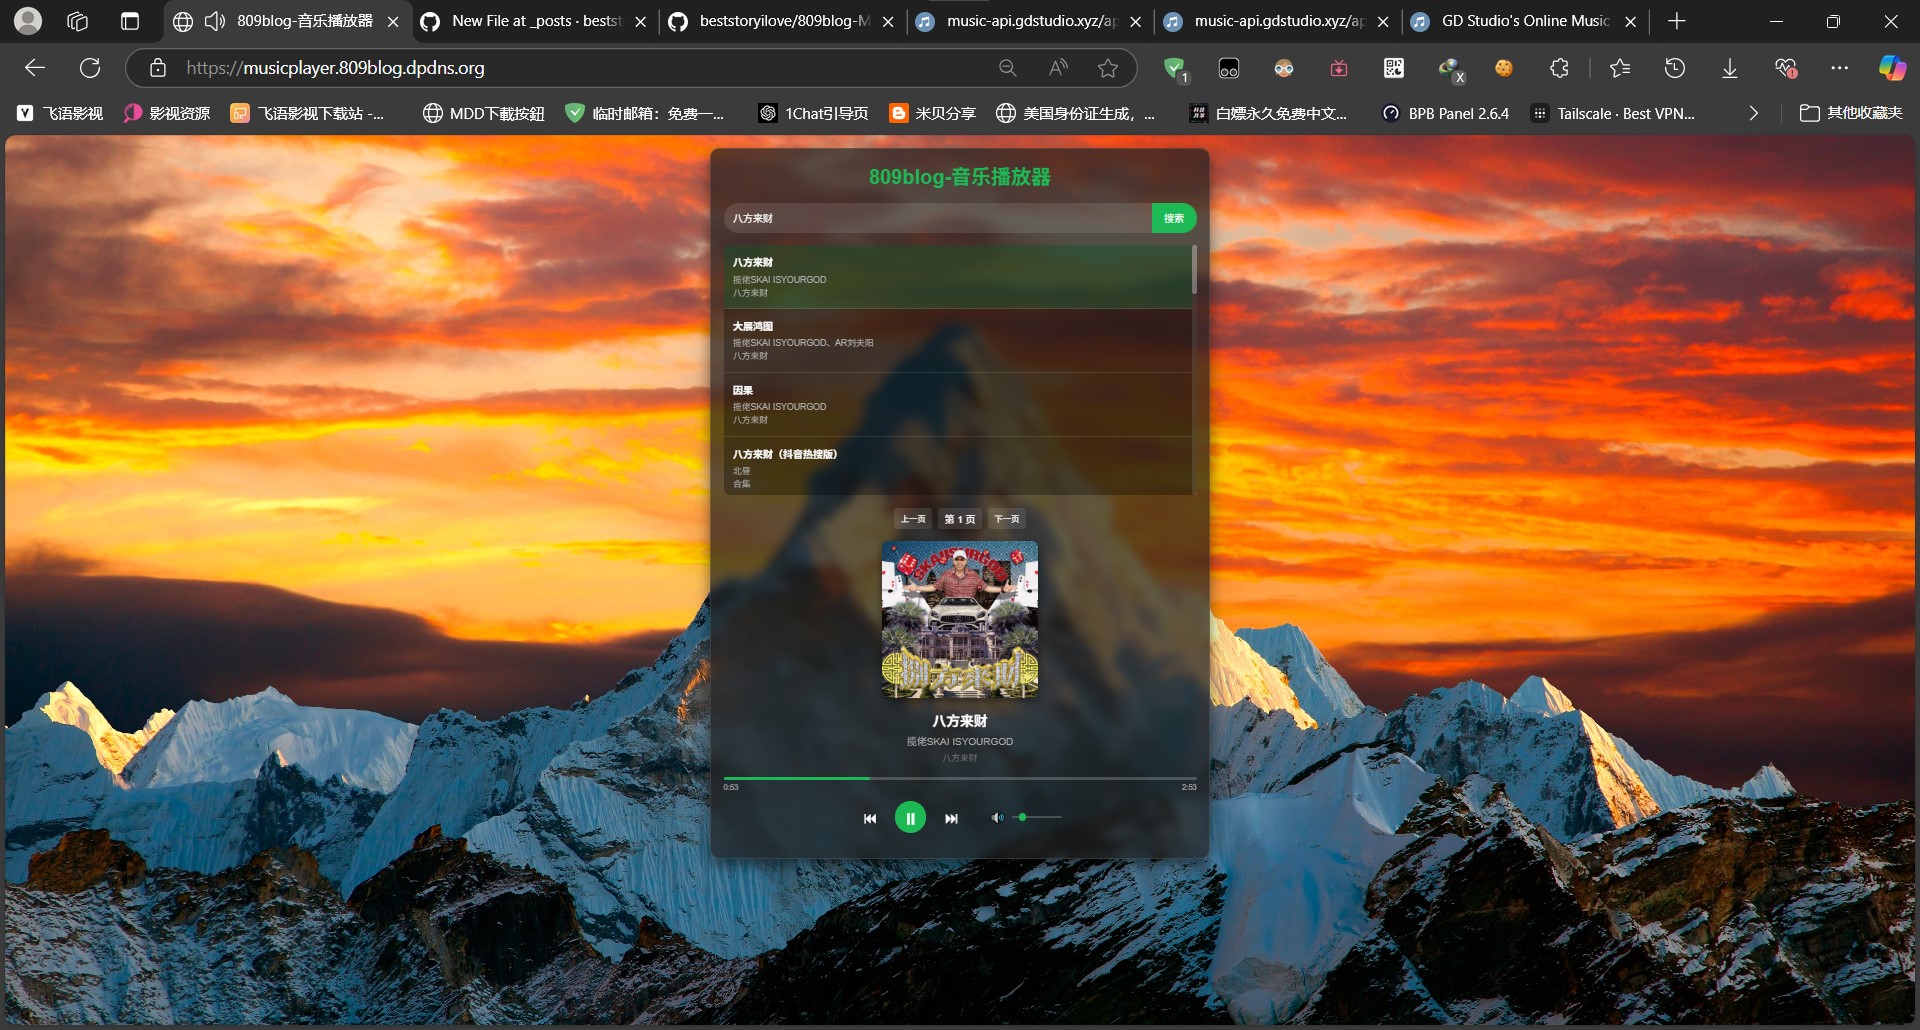 809blog-音乐播放器
New File at _posts · bestst
beststoryilove/809blog-M
music-api.gdstudio.xyz/ap
music-api.gdstudio.xyz/ap
GD Studio's Online Music
https://musicplayer.809blog.dpdns.org
1
X
飞语影视
影视资源
飞语影视下载站 -...
MDD下載按鈕
临时邮箱：免费一...
1Chat引导页
米贝分享
美国身份证生成，...
白嫖永久免费中文...
BPB Panel 2.6.4
Tailscale · Best VPN...
其他收藏夹
809blog-音乐播放器
八方来财
搜索
八方来财
揽佬SKAI ISYOURGOD
八方来财
大展鸿图
揽佬SKAI ISYOURGOD、AR刘夫阳
八方来财
因果
揽佬SKAI ISYOURGOD
八方来财
八方来财（抖音热搜版）
北昼
合集
上一页
第 1 页
下一页
SKAIISYOURGOD
八方来财
八方来财
揽佬SKAI ISYOURGOD
八方来财
0:53
2:53